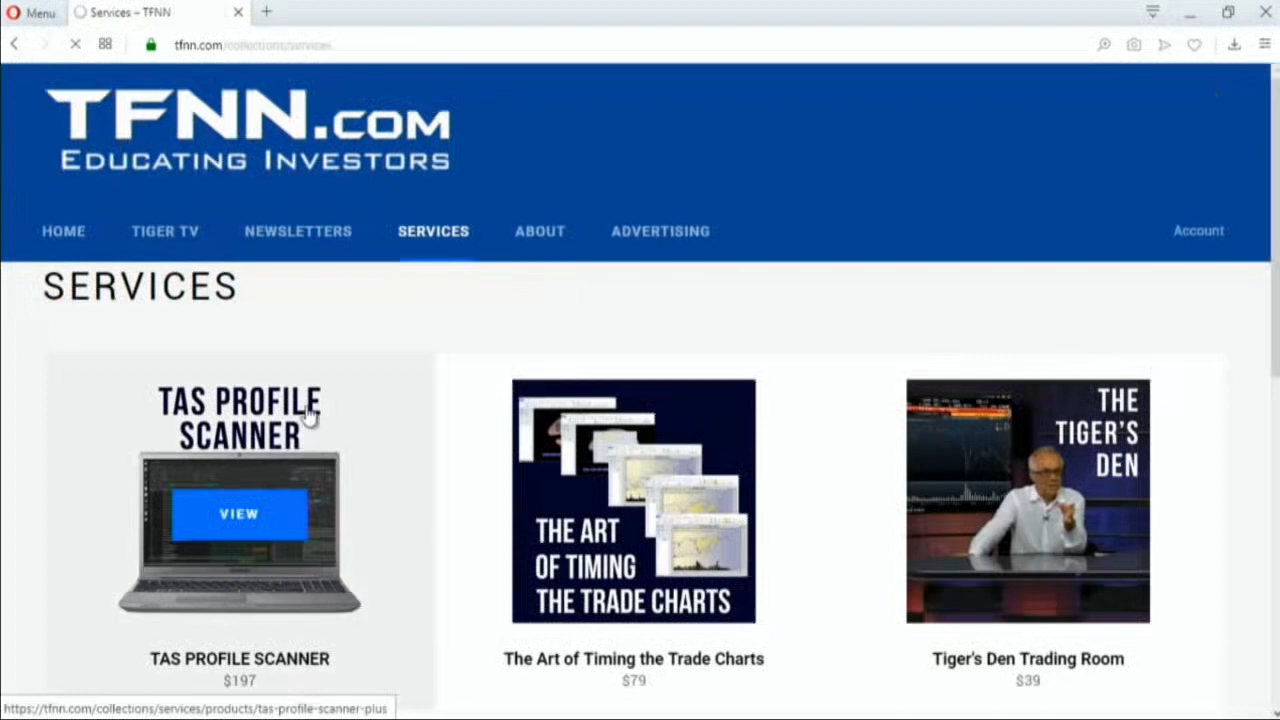 Menu
Services – TFNN
tfnn.com/collections/services
TFNN.COM
EDUCATING INVESTORS
HOME
TIGER TV
NEWSLETTERS
SERVICES
ABOUT
ADVERTISING
Account
SERVICES
TAS PROFILE
SCANNER
VIEW
THE ART
OF TIMING
THE TRADE CHARTS
THE
TIGER'S
DEN
TAS PROFILE SCANNER
$197
The Art of Timing the Trade Charts
$79
Tiger's Den Trading Room
$39
https://tfnn.com/collections/services/products/tas-profile-scanner-plus